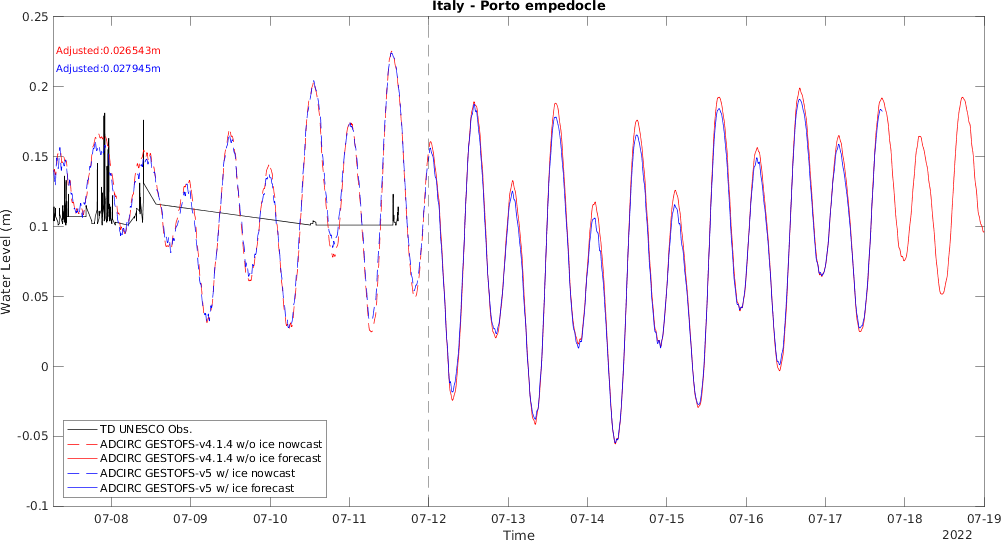 Italy - Porto empedocle
Adjusted:0.026543m
Adjusted:0.027945m
Water Level (m)
0.25
0.2
0.15
0.1
0.05
0
-0.05
-0.1
TD UNESCO Obs.
ADCIRC GESTOFS-v4.1.4 w/o ice nowcast
ADCIRC GESTOFS-v4.1.4 w/o ice forecast
ADCIRC GESTOFS-v5 w/ ice nowcast
ADCIRC GESTOFS-v5 w/ ice forecast
07-08 07-09 07-10 07-11 07-12 07-13 07-14 07-15 07-16 07-17 07-18 07-19
Time
2022